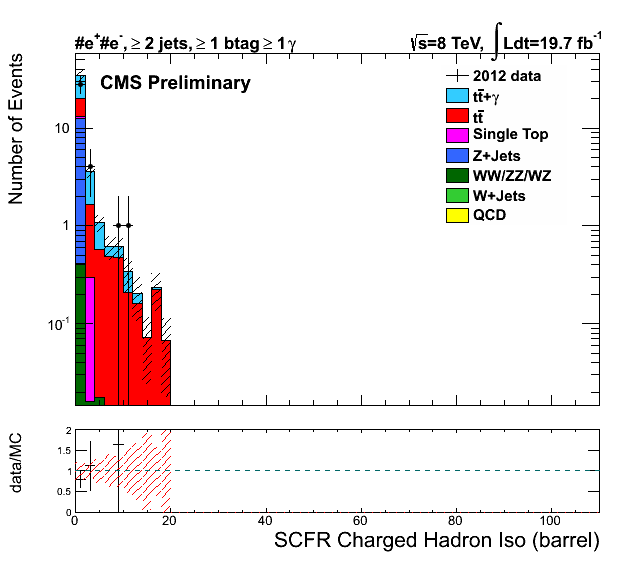 #e⁺#e⁻, ≥ 2 jets, ≥ 1 btag ≥ 1γ
√s=8 TeV, ∫ Ldt=19.7 fb⁻¹
CMS Preliminary
2012 data
tt̄+γ
tt̄
Single Top
Z+Jets
WW/ZZ/WZ
W+Jets
QCD
Number of Events
10
1
10⁻¹
data/MC
2
1.5
1
0.5
0
0 20 40 60 80 100
SCFR Charged Hadron Iso (barrel)